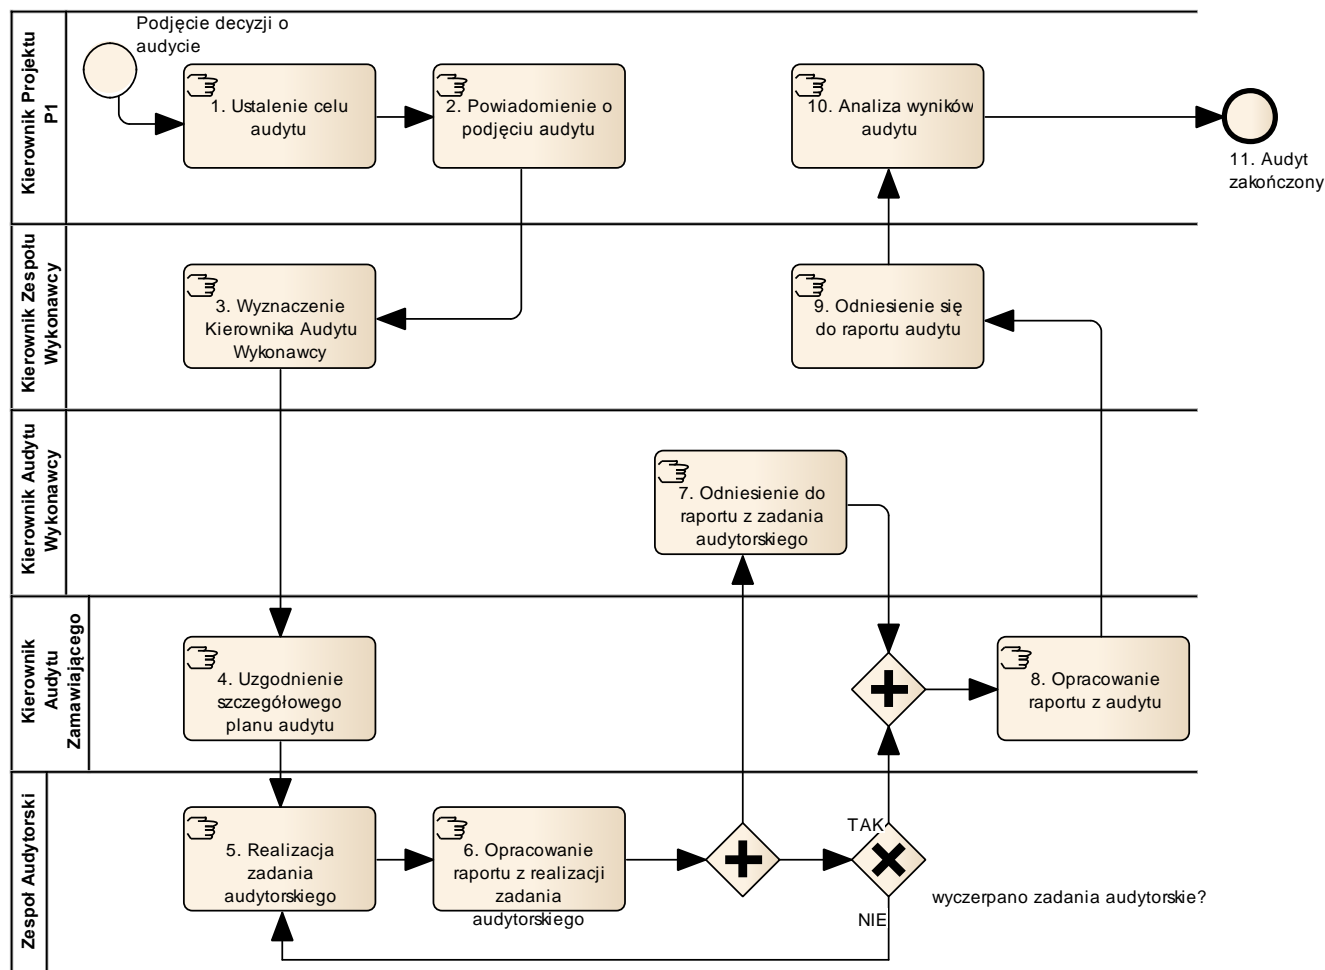 Kierownik Projektu
P1
Podjęcie decyzji o
audycie
1. Ustalenie celu
audytu
2. Powiadomienie o
podjęciu audytu
10. Analiza wyników
audytu
11. Audyt
zakończony
Kierownik Zespołu
Wykonawcy
3. Wyznaczenie
Kierownika Audytu
Wykonawcy
9. Odniesienie się
do raportu audytu
Kierownik Audytu
Wykonawcy
7. Odniesienie do
raportu z zadania
audytorskiego
Kierownik
Audytu
Zamawiającego
4. Uzgodnienie
szczegółowego
planu audytu
8. Opracowanie
raportu z audytu
Zespoł Audytorski
5. Realizacja
zadania
audytorskiego
6. Opracowanie
raportu z realizacji
zadania
audytorskiego
TAK
wyczerpano zadania audytorskie?
NIE